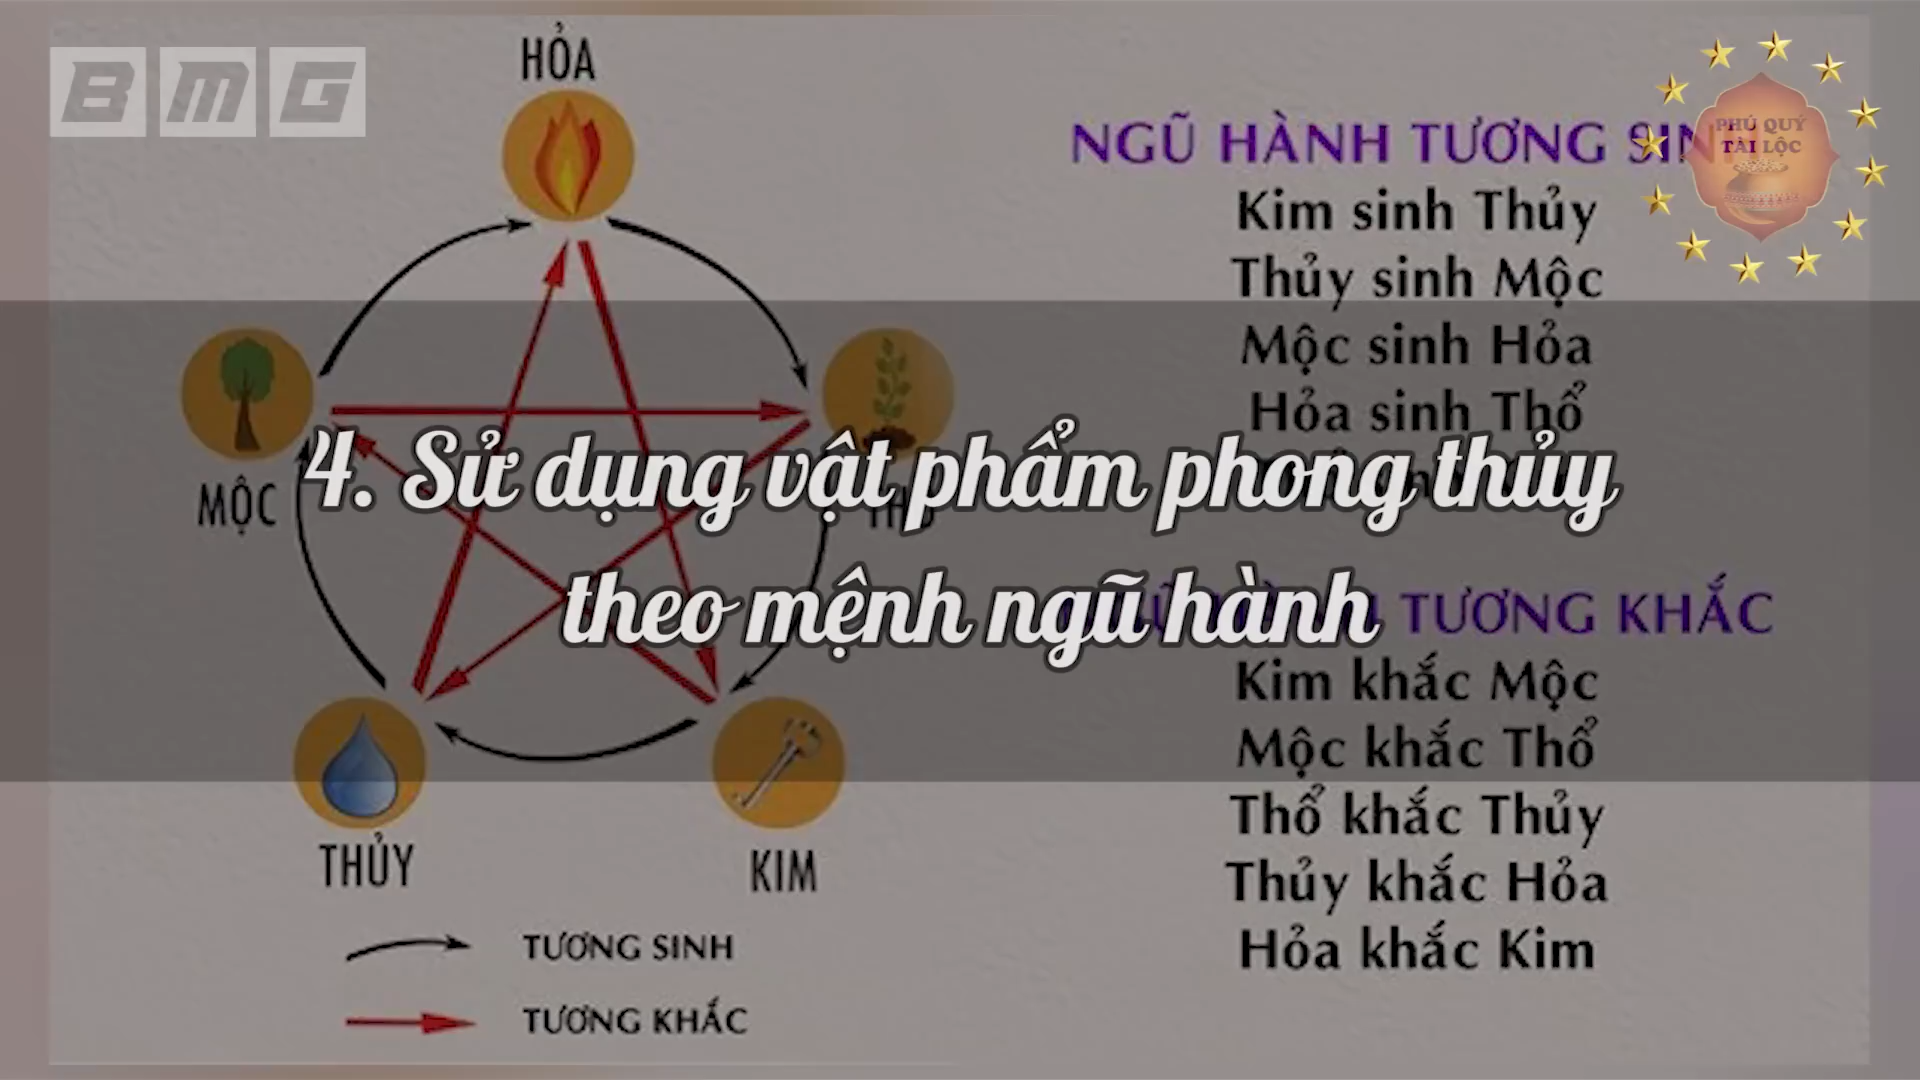 BMG
HỎA
NGŨ HÀNH TƯƠNG SINH
PHÚ QUÝ
TÀI LỘC
Kim sinh Thủy
Thủy sinh Mộc
Mộc sinh Hỏa
Hỏa sinh Thổ
4. Sử dụng vật phẩm phong thủy
theo mệnh ngũ hành
MỘC
TƯƠNG KHẮC
Kim khắc Mộc
Mộc khắc Thổ
Thổ khắc Thủy
Thủy khắc Hỏa
Hỏa khắc Kim
THỦY
KIM
TƯƠNG SINH
TƯƠNG KHẮC